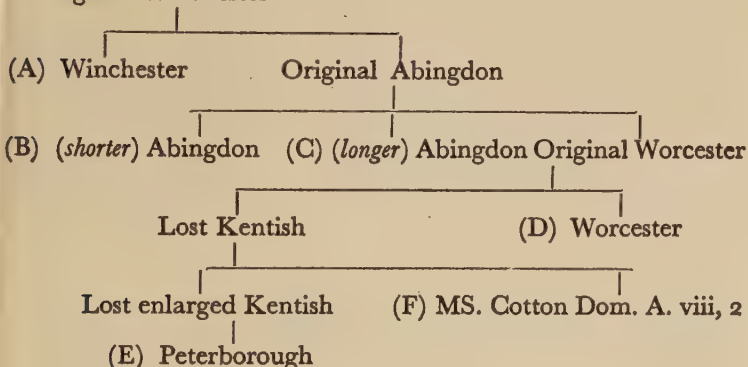 (A) Winchester Original Abingdon
(B) (shorter) Abingdon (C) (longer) Abingdon Original Worcester
Lost Kentish (D) Worcester
Lost enlarged Kentish (F) MS. Cotton Dom. A. viii, 2
(E) Peterborough